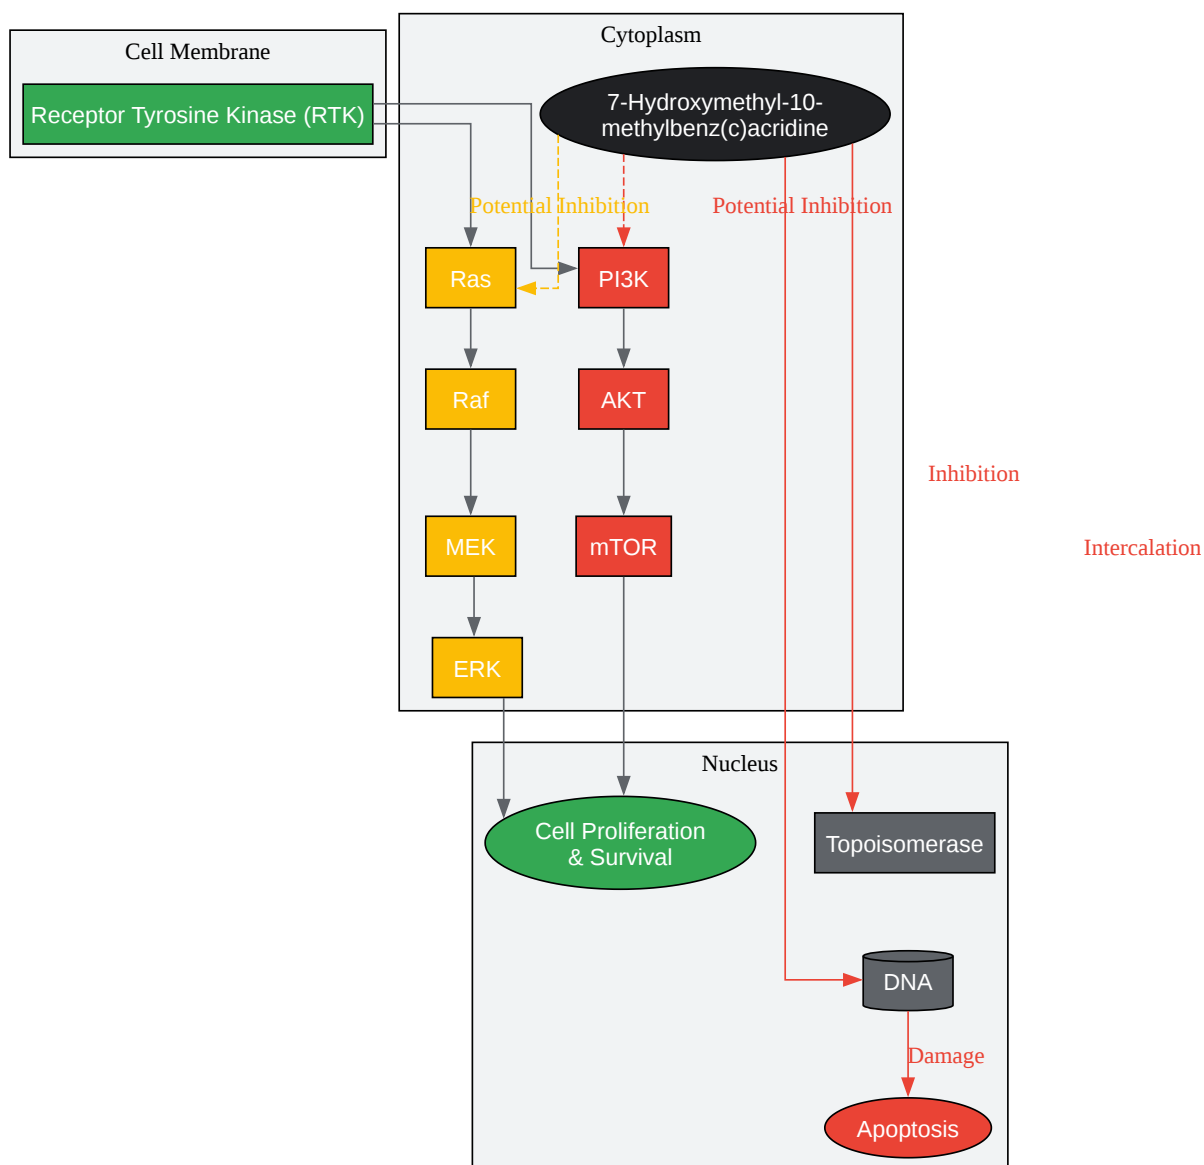 Cytoplasm
Cell Membrane
7-Hydroxymethyl-10-
methylbenz(c)acridine
Receptor Tyrosine Kinase (RTK)
Potential Inhibition
Potential Inhibition
Ras
PI3K
Raf
AKT
Inhibition
MEK
mTOR
Intercalation
ERK
Nucleus
Cell Proliferation
& Survival
Topoisomerase
DNA
Damage
Apoptosis